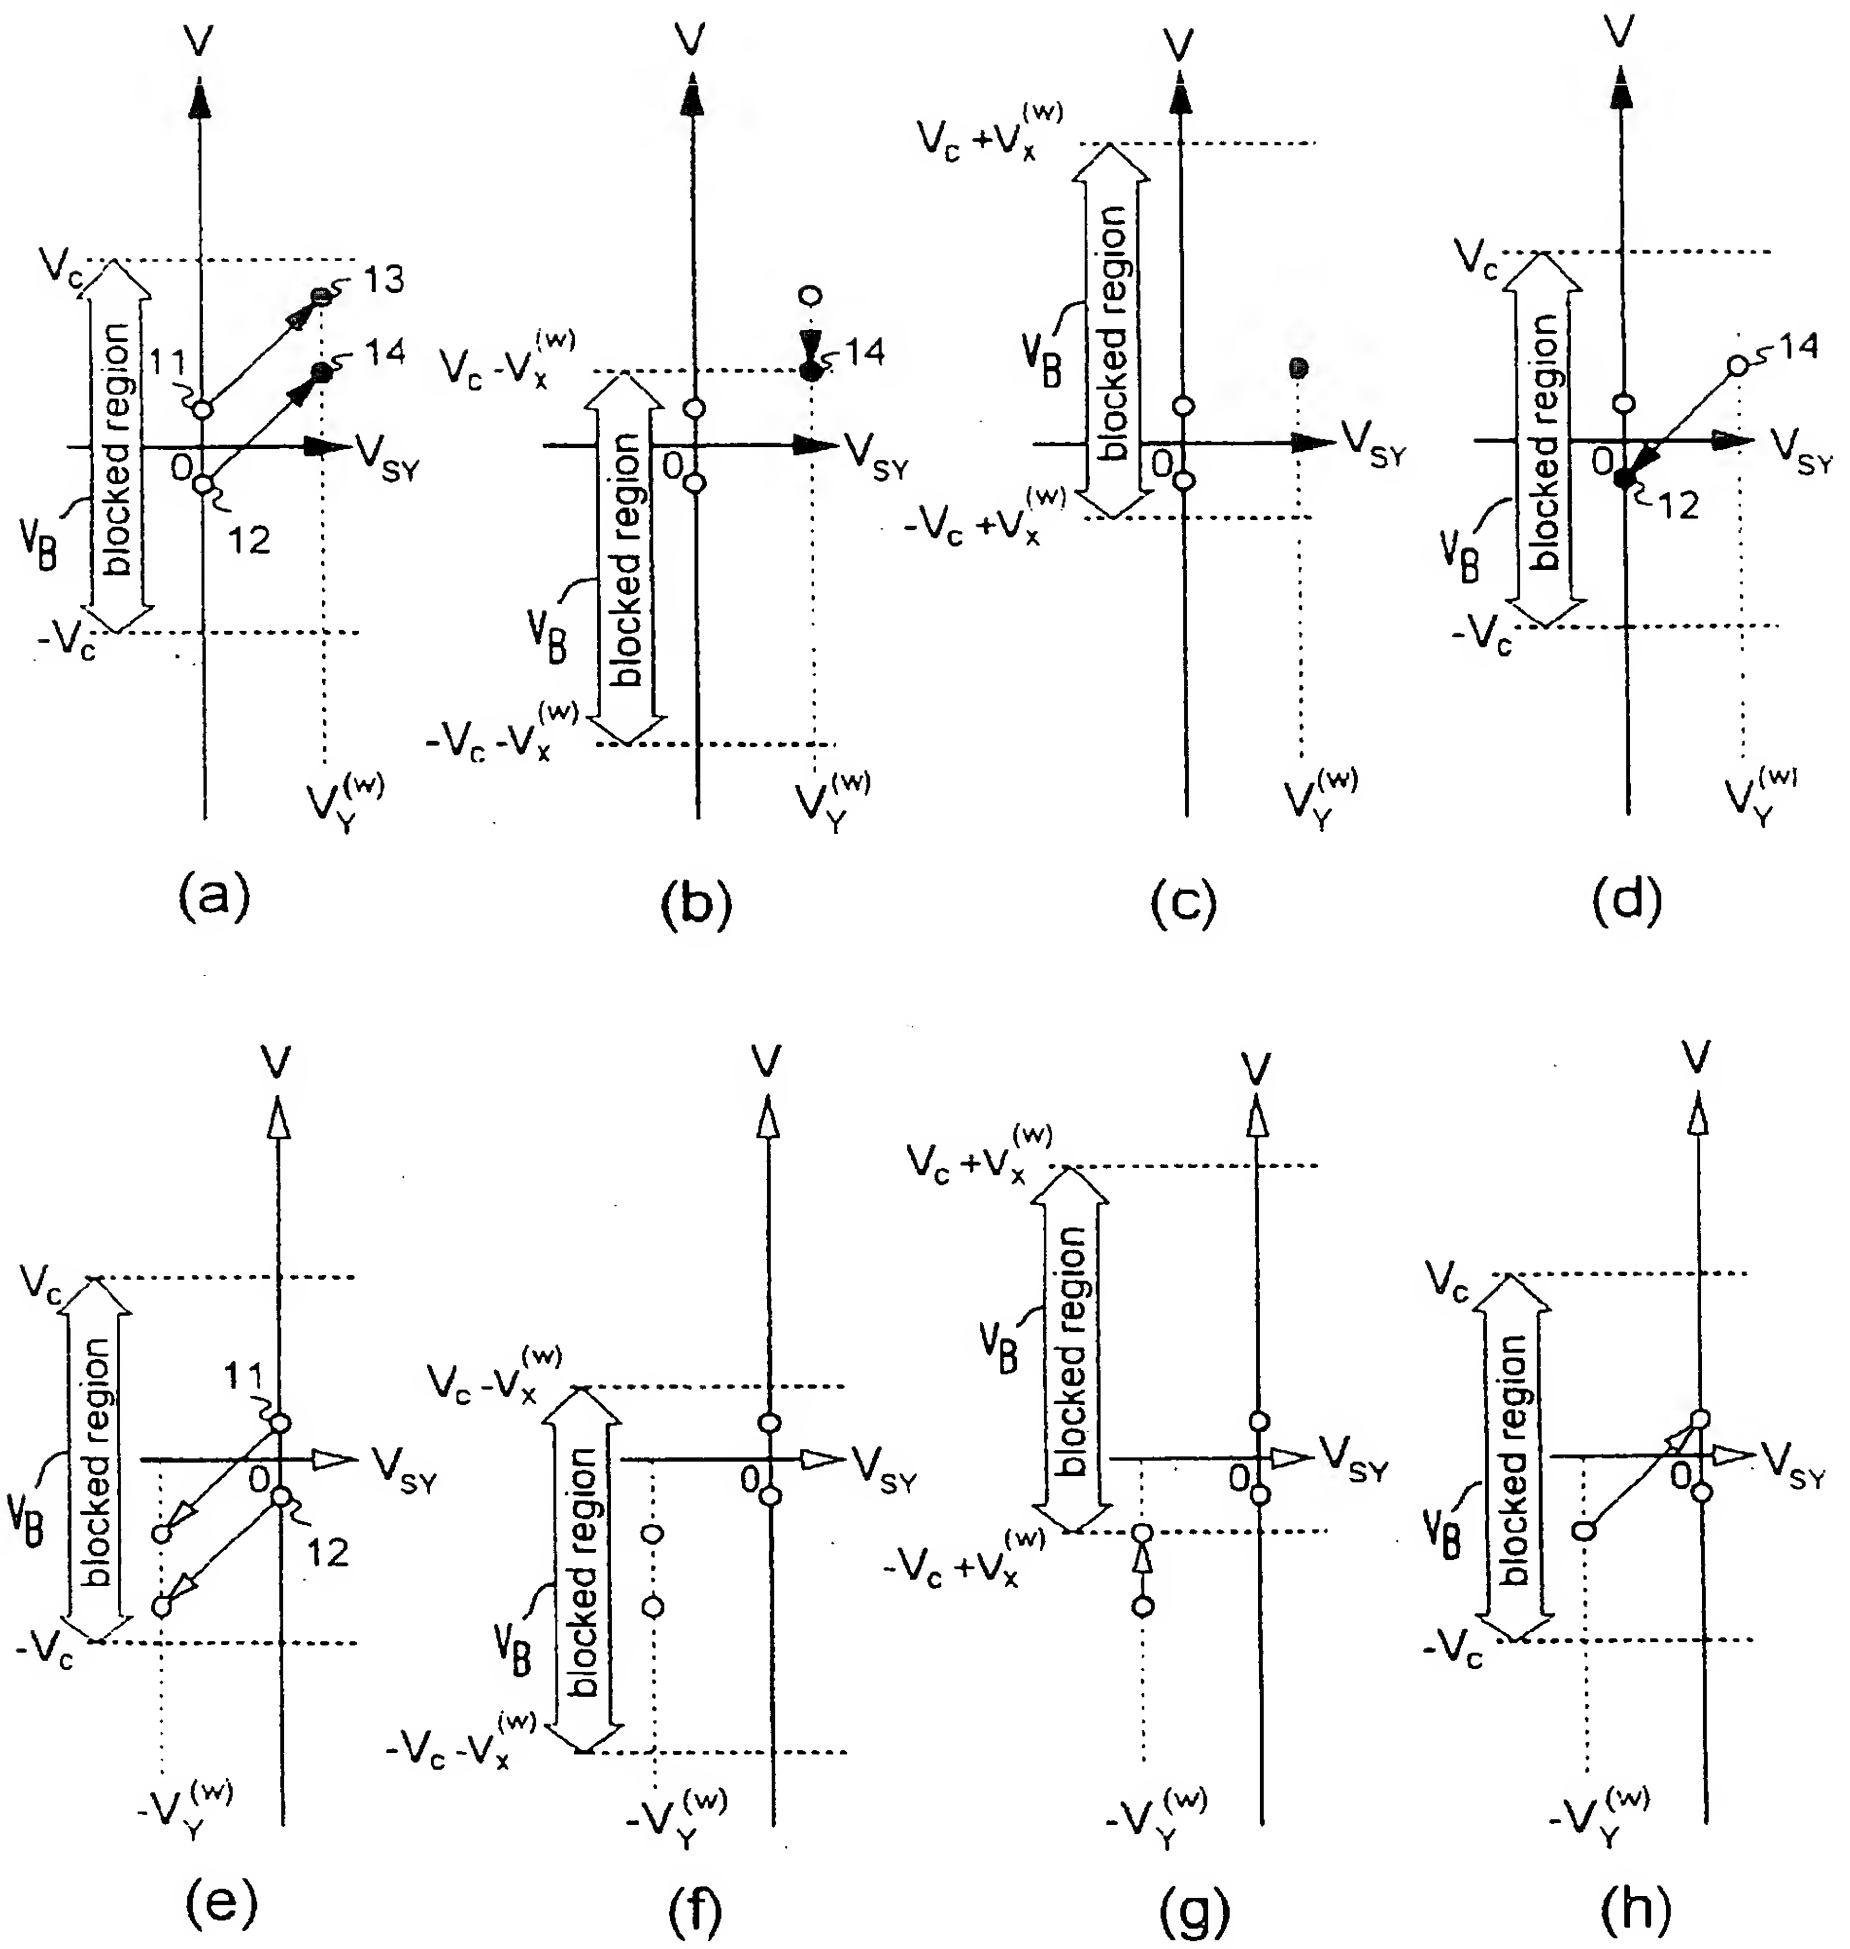 V
V_C
13
14
11
blocked region
V_SY
0
V_B
12
-V_C
V_Y^(w)
(a)
V
V_C -V_X^(w)
14
V_SY
0
blocked region
V_B
-V_C -V_X^(w)
V_Y^(w)
(b)
V
V_C +V_X^(w)
blocked region
V_B
V_SY
0
-V_C +V_X^(w)
V_Y^(w)
(c)
V
V_C
14
blocked region
V_SY
0
12
V_B
-V_C
V_Y^(w)
(d)
V
V_C
11
blocked region
V_SY
0
V_B
12
-V_C
-V_Y^(w)
(e)
V
V_C -V_X^(w)
V_SY
0
blocked region
V_B
-V_C -V_X^(w)
-V_Y^(w)
(f)
V
V_C +V_X^(w)
blocked region
V_B
V_SY
0
-V_C +V_X^(w)
-V_Y^(w)
(g)
V
V_C
blocked region
V_SY
0
V_B
-V_C
-V_Y^(w)
(h)